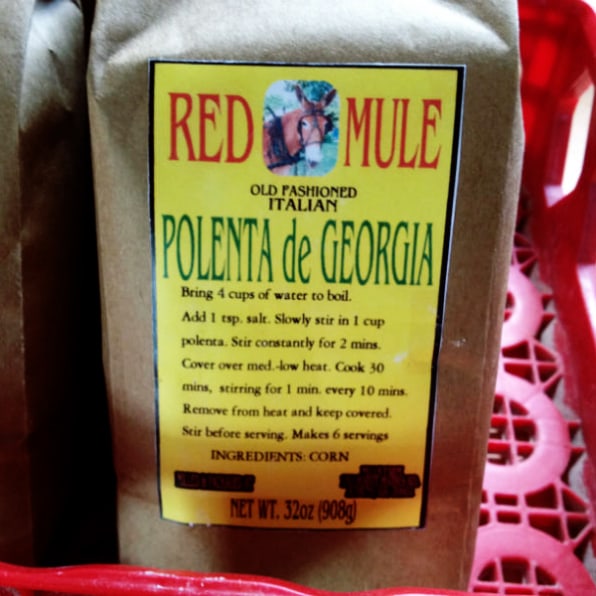 RED MULE
OLD FASHIONED
ITALIAN
POLENTA de GEORGIA
Bring 4 cups of water to boil.
Add 1 tsp. salt. Slowly stir in 1 cup
polenta. Stir constantly for 2 mins.
Cover over med.-low heat. Cook 30
mins, stirring for 1 min. every 10 mins.
Remove from heat and keep covered.
Stir before serving. Makes 6 servings
INGREDIENTS: CORN
NET WT. 32oz (908g)